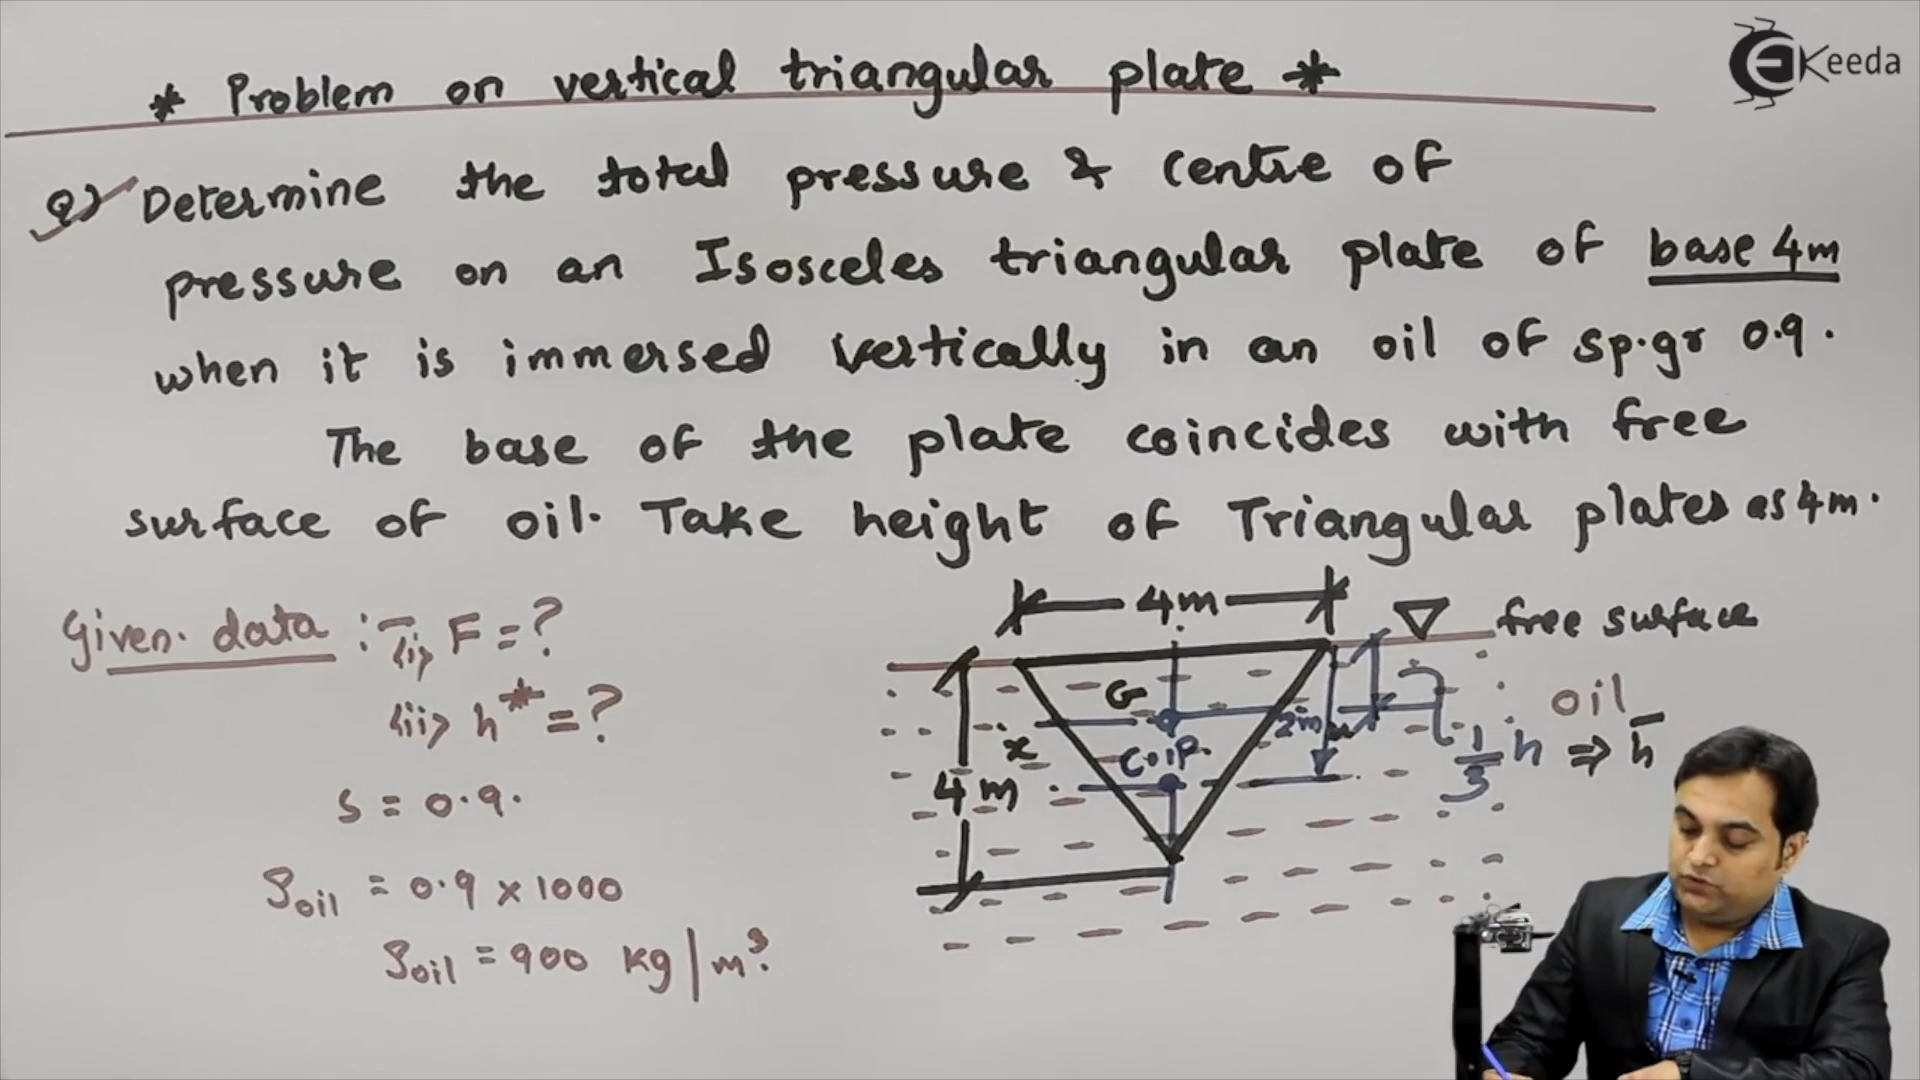 * Problem on vertical triangular plate *
EKeeda
Q) Determine the total pressure & centre of
pressure on an Isosceles triangular plate of base 4m
when it is immersed vertically in an oil of sp.gr 0.9.
The base of the plate coincides with free
surface of oil. Take height of Triangular plates as 4m.
Given data :- (i) F = ?
(ii) h* = ?
S = 0.9.
ρoil = 0.9 x 1000
ρoil = 900 kg/m³.
4m
free surface
G
oil
x
2m
C.O.P.
1/3 h ⇒ h̄
4m